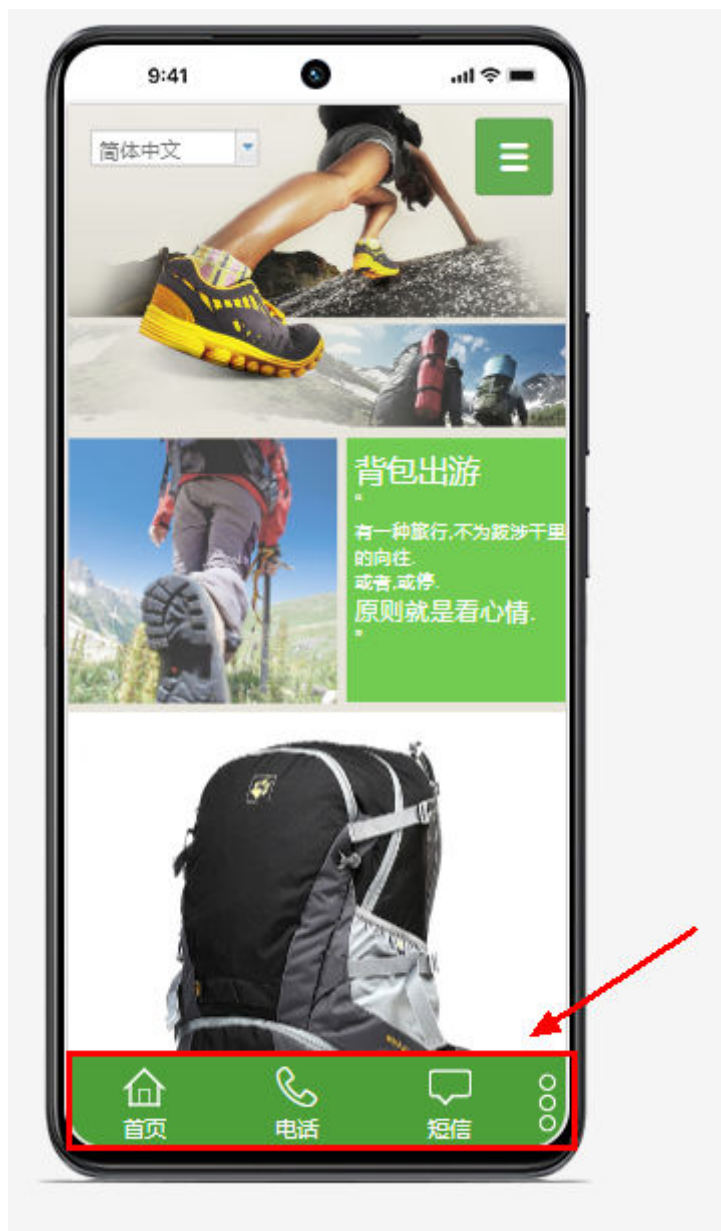 9:41
简体中文
背包出游
“
有一种旅行,不为跋涉千里
的向往.
或者,或停.
原则就是看心情.
”
首页
电话
短信